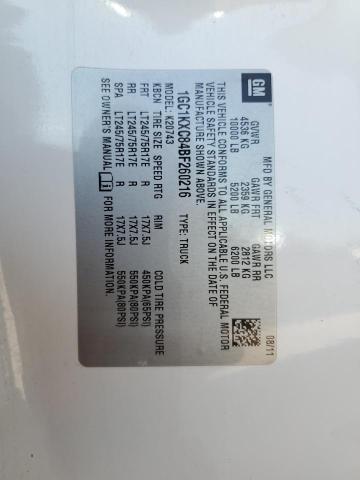 GM
MFD BY GENERAL MOTORS LLC
08/11
GVWR GAWR FRT GAWR RR
4536 KG 2359 KG 2812 KG
10000 LB 5200 LB 6200 LB
THIS VEHICLE CONFORMS TO ALL APPLICABLE U.S. FEDERAL MOTOR
VEHICLE SAFETY STANDARDS IN EFFECT ON THE DATE OF
MANUFACTURE SHOWN ABOVE.
1GC1KXC84BF260216 TYPE: TRUCK
MODEL: K20743
KBCN TIRE SIZE SPEED RTG RIM COLD TIRE PRESSURE
FRT LT245/75R17E R 17X7.5J 450KPA(65PSI)
RR LT245/75R17E R 17X7.5J 550KPA(80PSI)
SPA LT245/75R17E R 17X7.5J 550KPA(80PSI)
SEE OWNER'S MANUAL FOR MORE INFORMATION.